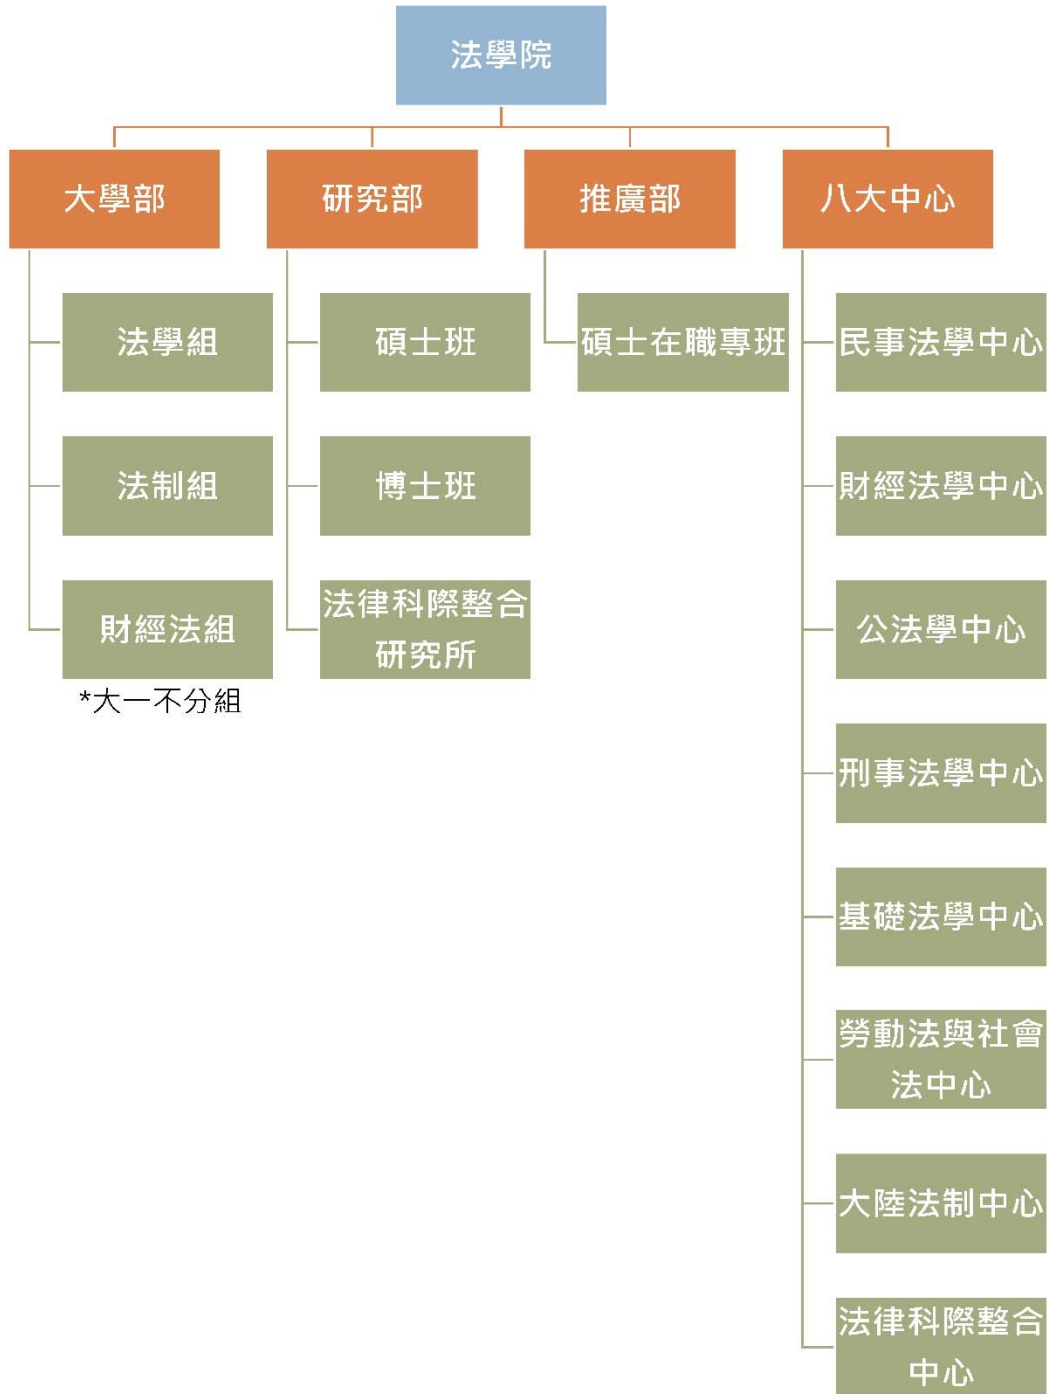 法學院
大學部
法學組
法制組
財經法組
*大一不分組
研究部
碩士班
博士班
法律科際整合
研究所
推廣部
碩士在職專班
八大中心
民事法學中心
財經法學中心
公法學中心
刑事法學中心
基礎法學中心
勞動法與社會
法中心
大陸法制中心
法律科際整合
中心